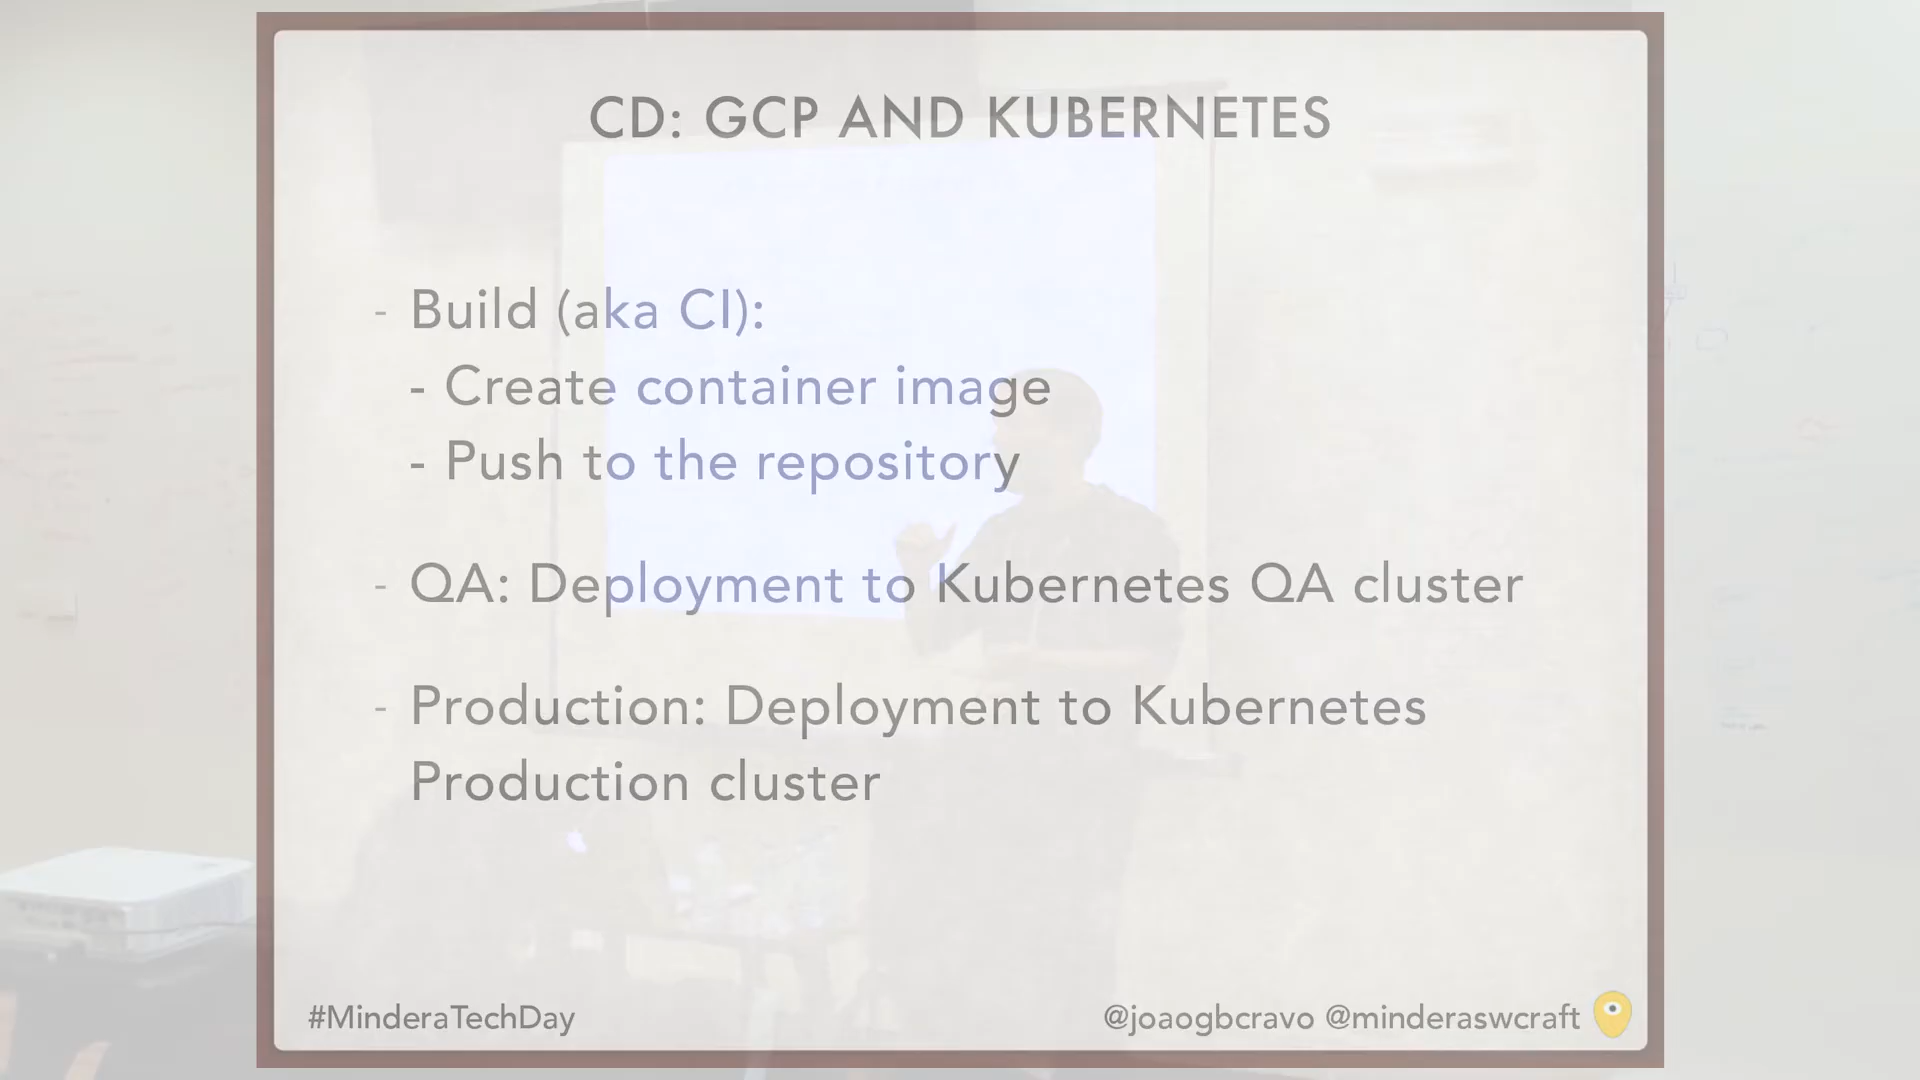 CD: GCP AND KUBERNETES
- Build (aka CI):
- Create container image
- Push to the repository
- QA: Deployment to Kubernetes QA cluster
- Production: Deployment to Kubernetes
Production cluster
#MinderaTechDay
@joaogbcravo @minderaswcraft